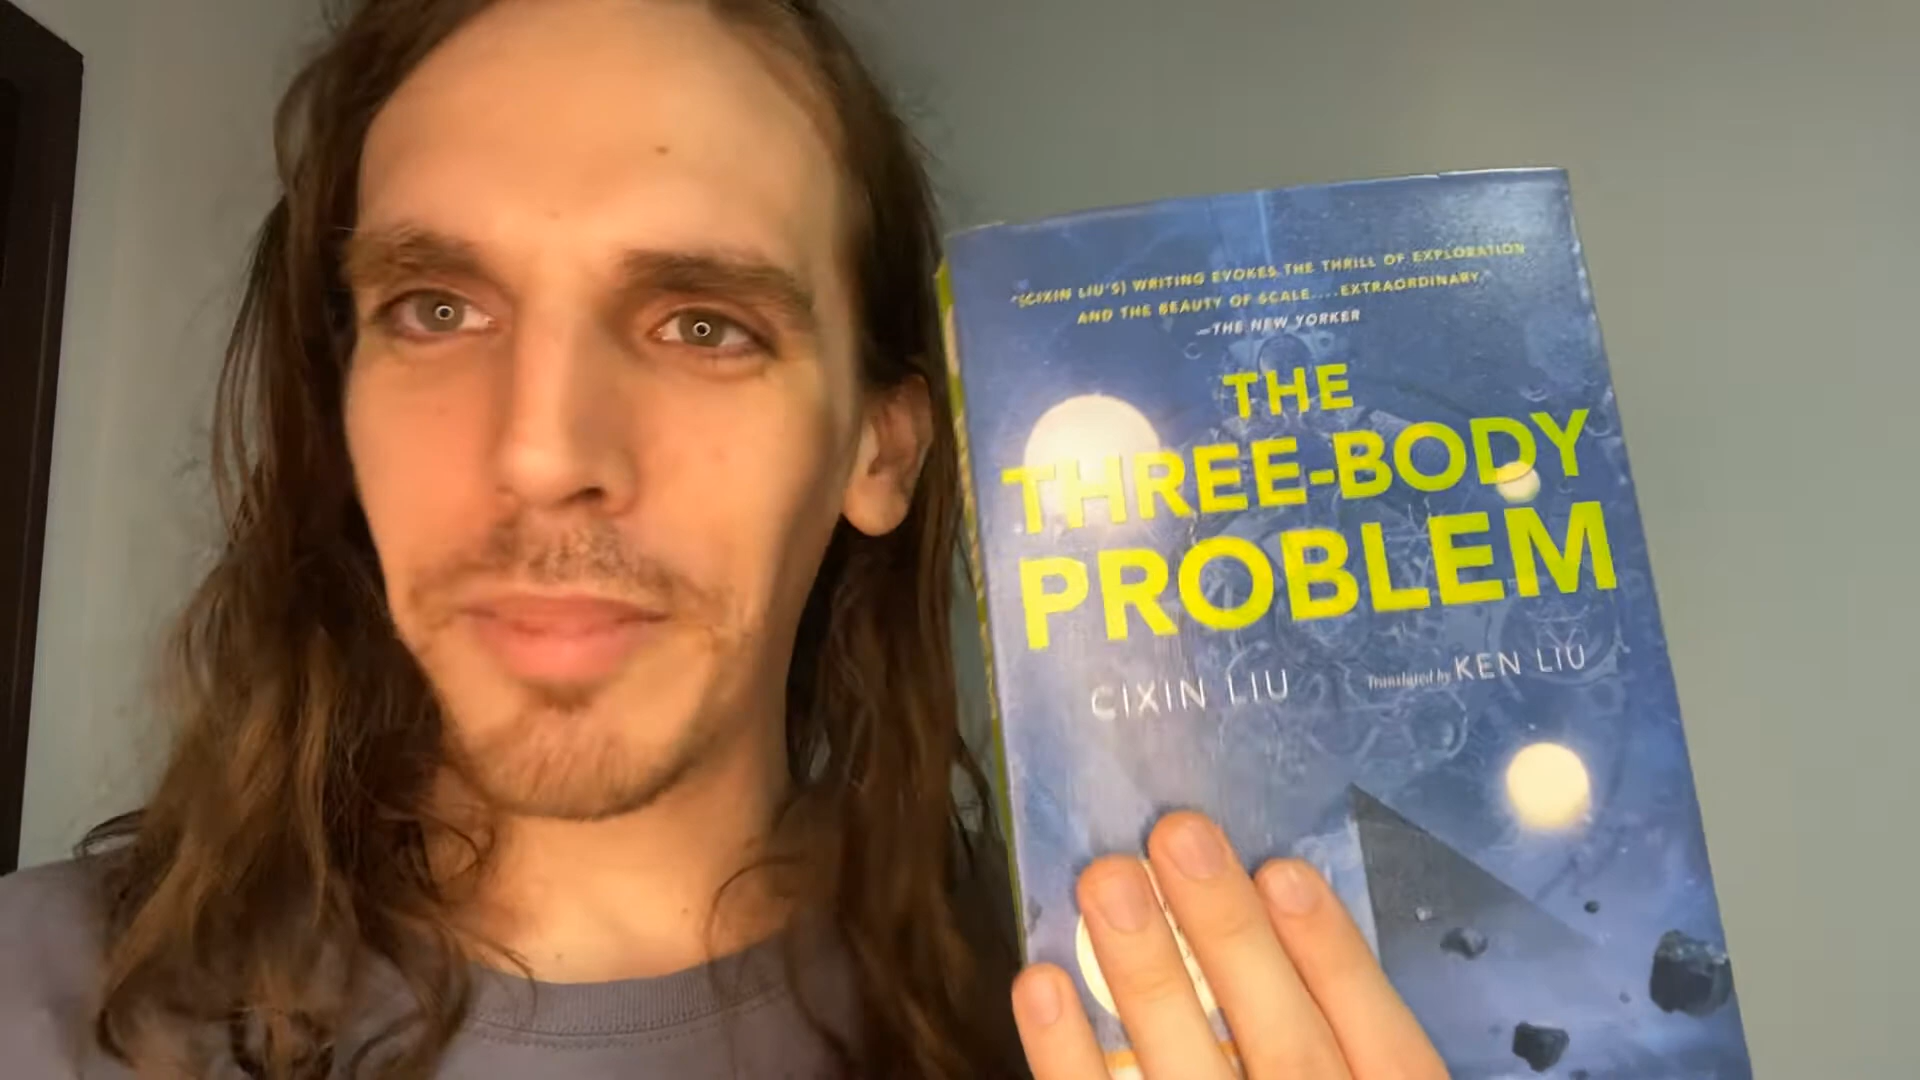 "[CIXIN LIU'S] WRITING EVOKES THE THRILL OF EXPLORATION
AND THE BEAUTY OF SCALE....EXTRAORDINARY."
—THE NEW YORKER
THE
THREE-BODY
PROBLEM
CIXIN LIU
Translated by KEN LIU